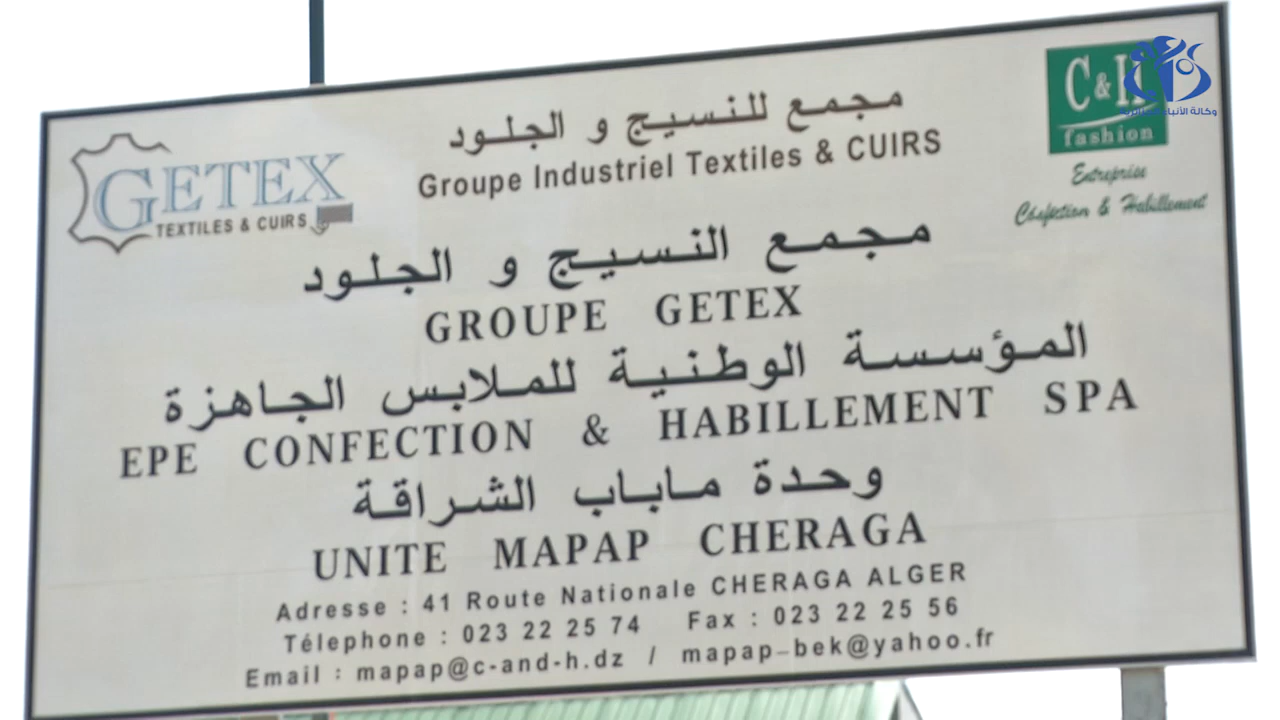 مجمع للنسيج و الجلود
Groupe Industriel Textiles & CUIRS
GETEX
TEXTILES & CUIRS
C & H
fashion
Entreprise
Confection & Habillement
وكالة الأنباء
مجمع النسيج و الجلود
GROUPE GETEX
المؤسسة الوطنية للملابس الجاهزة
EPE CONFECTION & HABILLEMENT SPA
وحدة ماباب الشراقة
UNITE MAPAP CHERAGA
Adresse : 41 Route Nationale CHERAGA ALGER
Télephone : 023 22 25 74 Fax : 023 22 25 56
Email : mapap@c-and-h.dz / mapap-bek@yahoo.fr